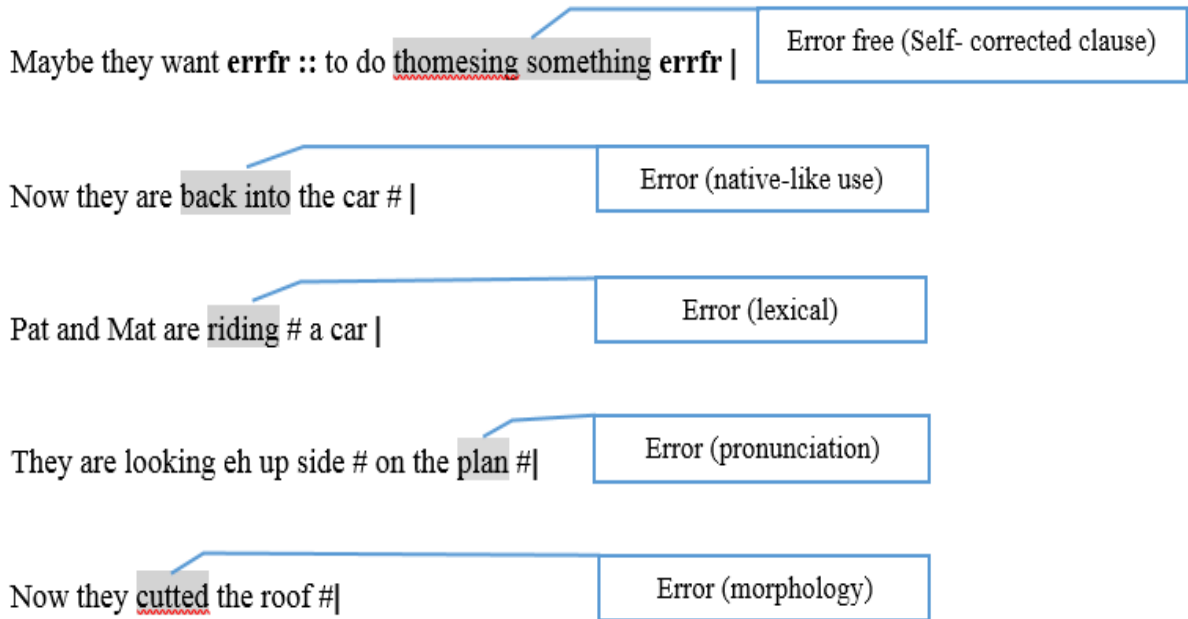 Error free (Self- corrected clause)
Maybe they want errfr :: to do thomesing something errfr |
Error (native-like use)
Now they are back into the car # |
Error (lexical)
Pat and Mat are riding # a car |
Error (pronunciation)
They are looking eh up side # on the plan #|
Error (morphology)
Now they cutted the roof #|